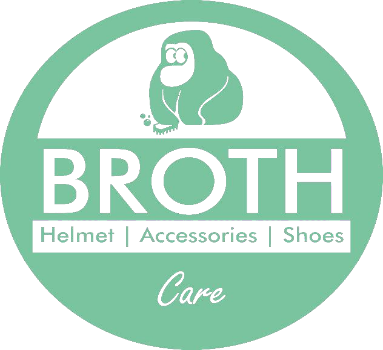 BROTH
Helmet | Accessories | Shoes
Care